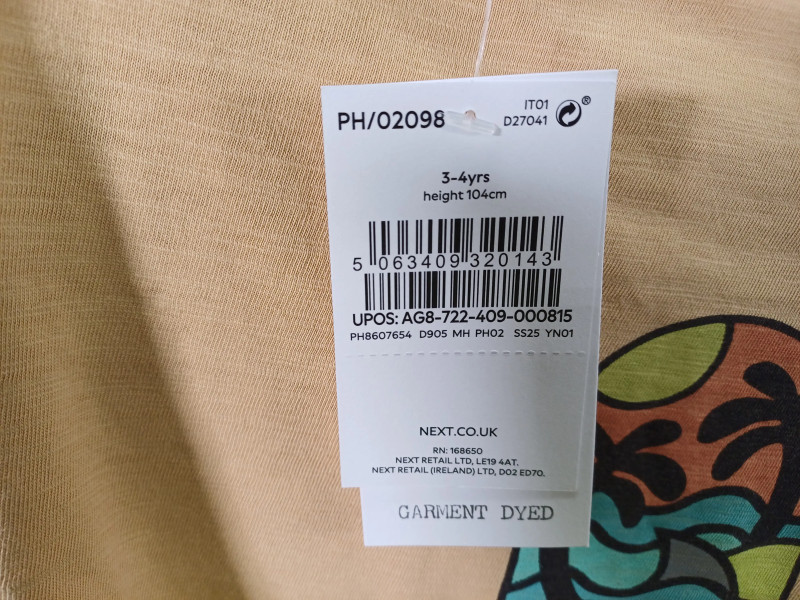 PH/02098
IT01
D27041
®
3-4yrs
height 104cm
5 063409 320143
UPOS: AG8-722-409-000815
PH8607654 D905 MH PH02 SS25 YN01
NEXT.CO.UK
RN: 168650
NEXT RETAIL LTD, LE19 4AT.
NEXT RETAIL (IRELAND) LTD, D02 ED70.
GARMENT DYED